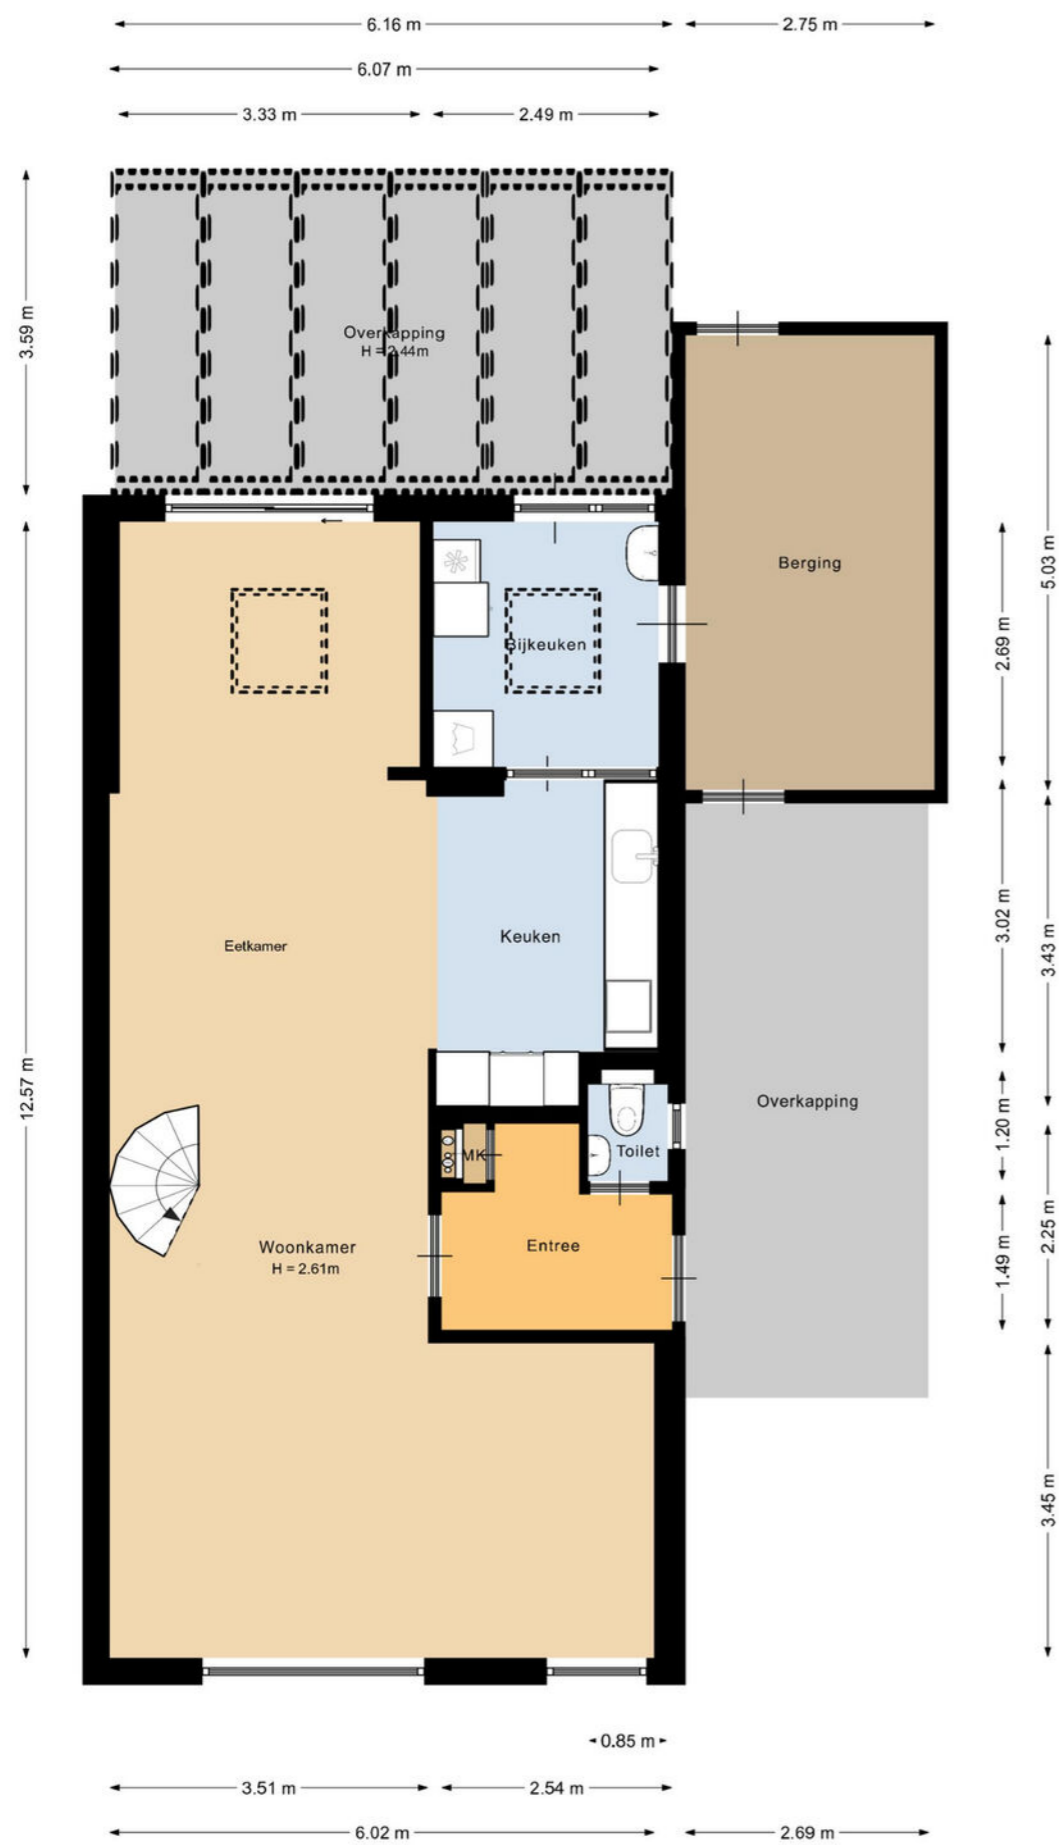 6.16 m
2.75 m
6.07 m
3.33 m
2.49 m
3.59 m
Overkapping
H = 2.44m
5.03 m
Berging
2.69 m
Bijkeuken
3.02 m
3.43 m
Keuken
Eetkamer
12.57 m
Overkapping
1.20 m
Toilet
MK
2.25 m
Entree
Woonkamer
H = 2.61m
1.49 m
3.45 m
0.85 m
3.51 m
2.54 m
6.02 m
2.69 m